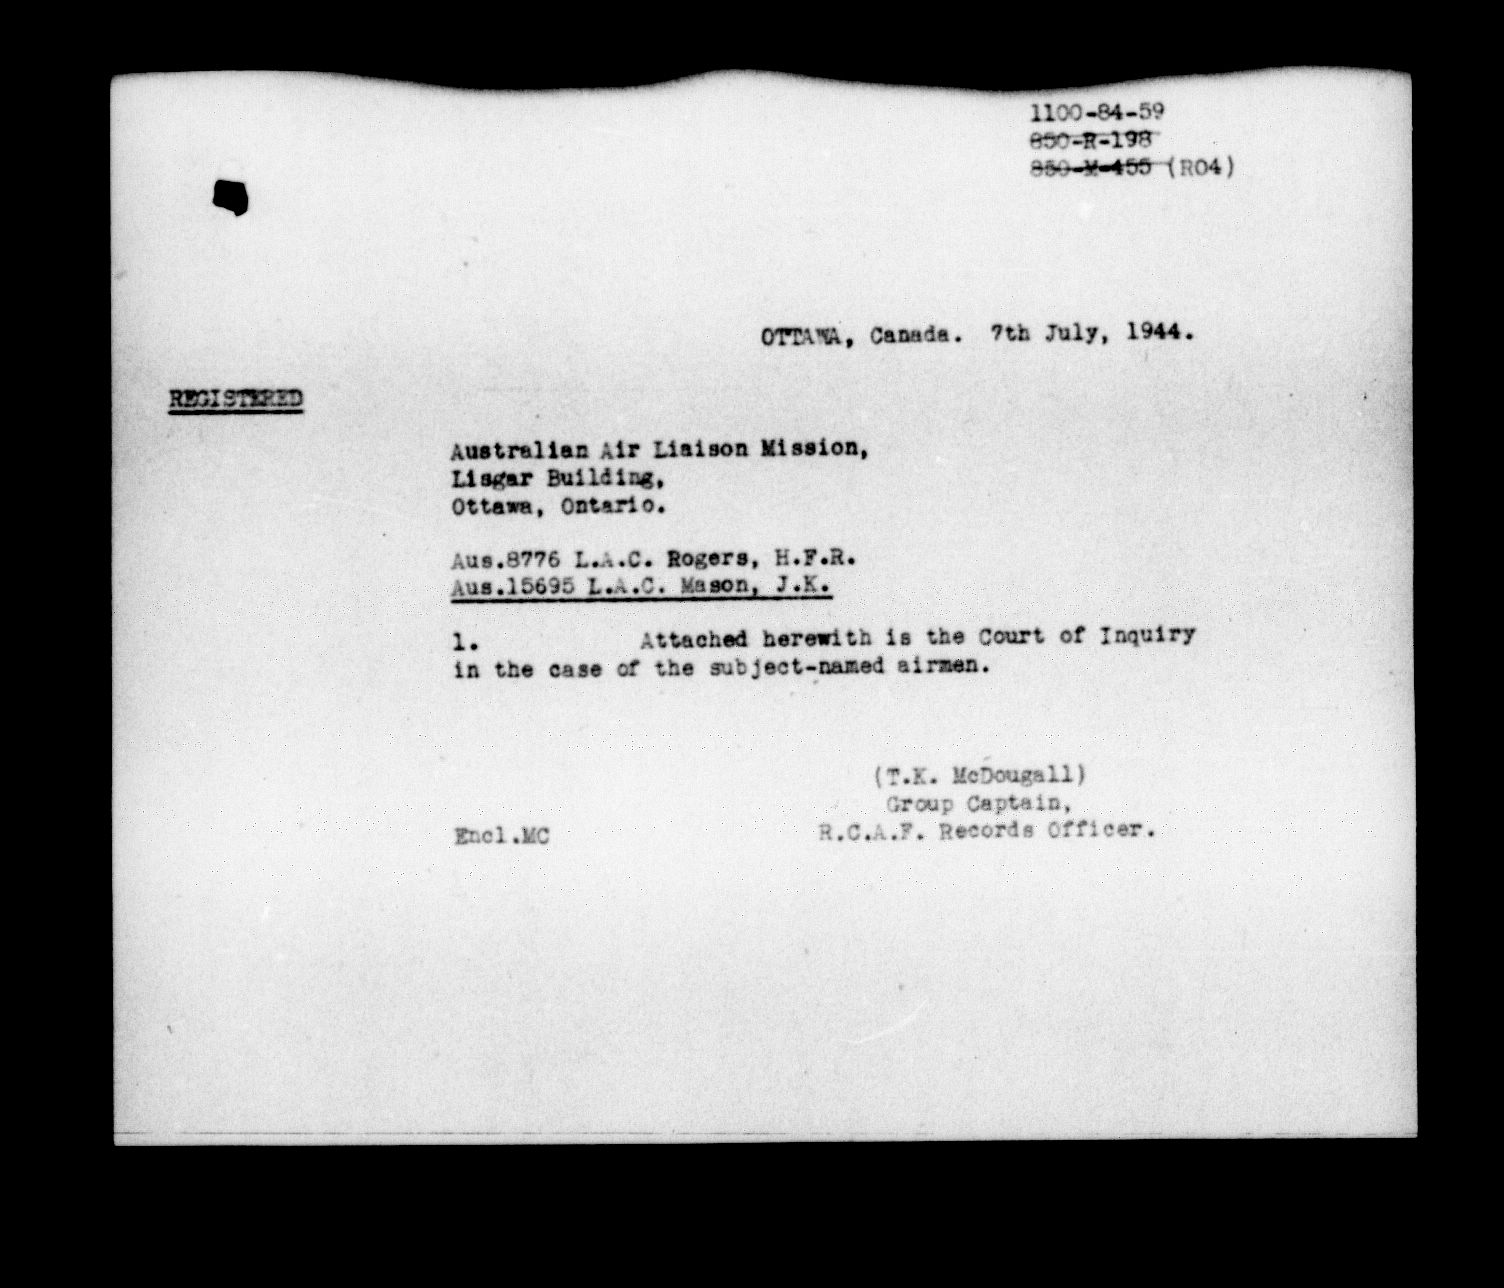 1100-84-59
850-R-198
850-M-455 (RO4)
OTTAWA, Canada. 7th July, 1944.
REGISTERED
Australian Air Liaison Mission,
Lisgar Building,
Ottawa, Ontario.
Aus.8776 L.A.C. Rogers, H.F.R.
Aus.15695 L.A.C. Mason, J.K.
1. Attached herewith is the Court of Inquiry
in the case of the subject-named airmen.
(T.K. McDougall)
Group Captain,
R.C.A.F. Records Officer.
Encl.MC